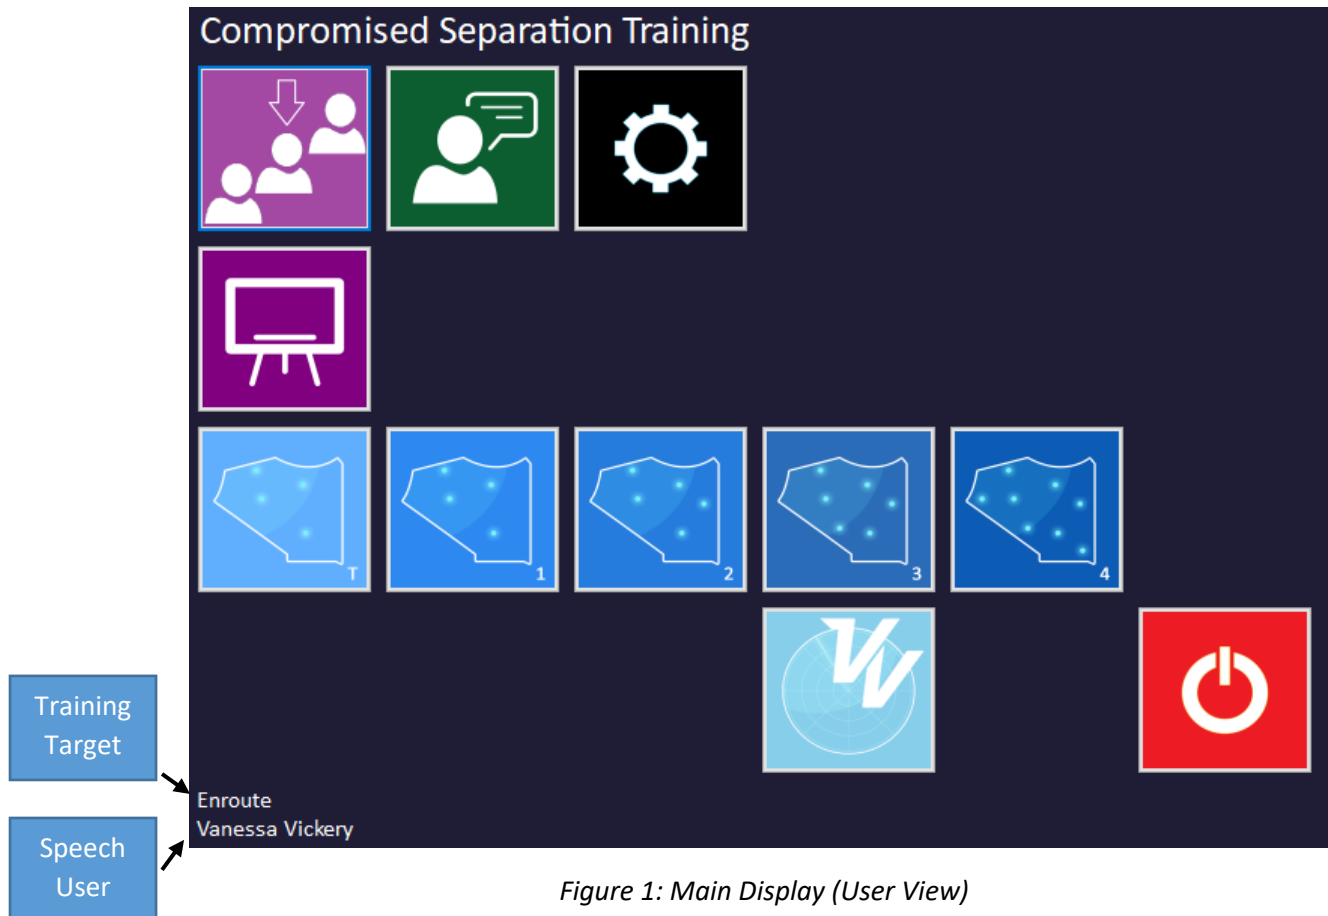 Compromised Separation Training
T
1
2
3
4
VV
Training
Target
Enroute
Vanessa Vickery
Speech
User
Figure 1: Main Display (User View)